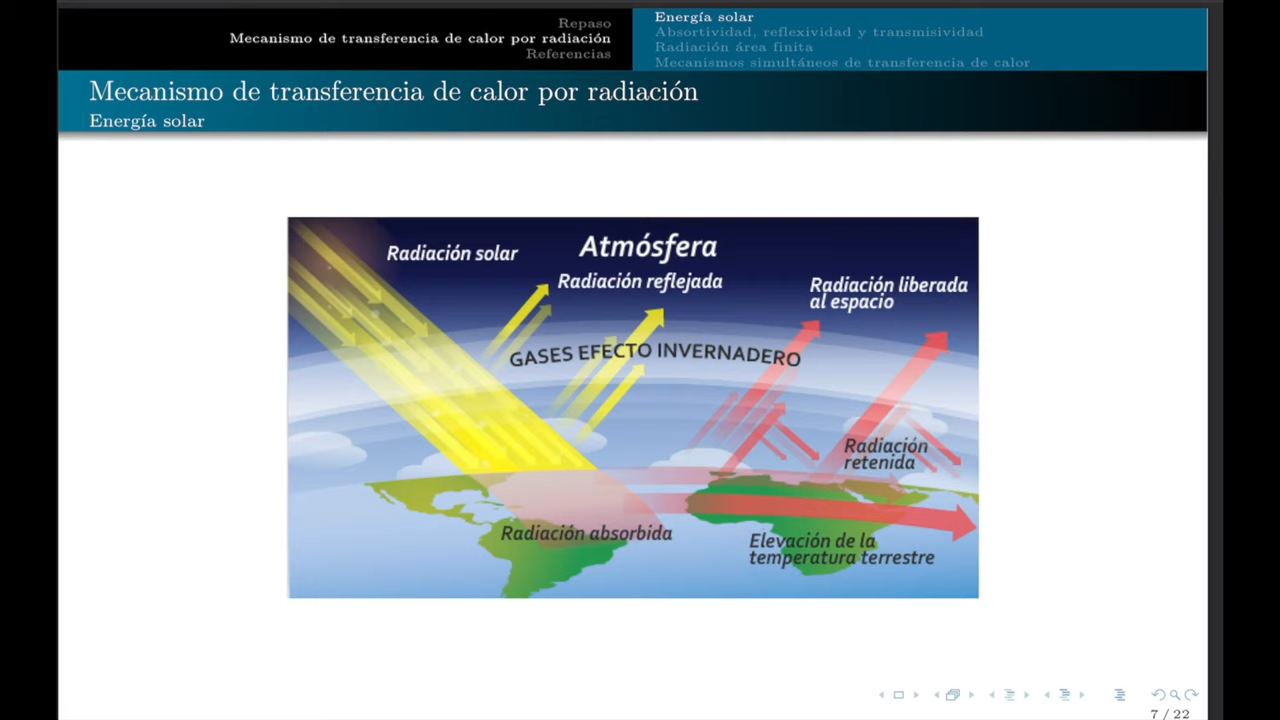 Repaso
Mecanismo de transferencia de calor por radiación
Referencias
Energía solar
Absortividad, reflexividad y transmisividad
Radiación área finita
Mecanismos simultáneos de transferencia de calor
Mecanismo de transferencia de calor por radiación
Energía solar
Radiación solar
Atmósfera
Radiación reflejada
Radiación liberada
al espacio
GASES EFECTO INVERNADERO
Radiación
retenida
Radiación absorbida
Elevación de la
temperatura terrestre
7 / 22